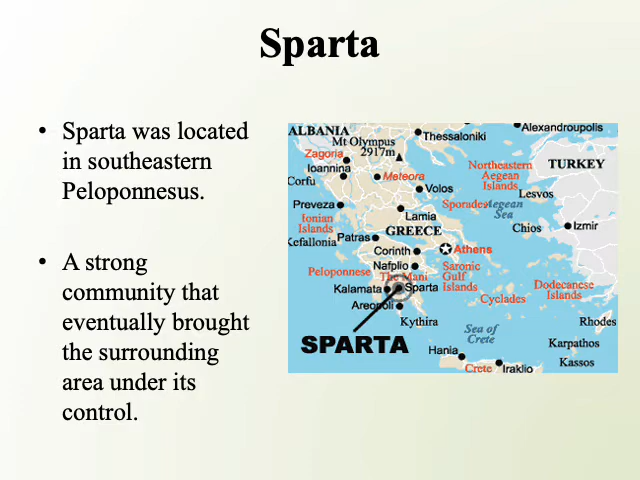 Sparta
• Sparta was located
in southeastern
Peloponnesus.
• A strong
community that
eventually brought
the surrounding
area under its
control.
ALBANIA
Mt Olympus
2917m
Thessaloniki
Alexandroupolis
Zagoria
Ioannina
Meteora
Northeastern
Aegean
Islands
TURKEY
Corfu
Volos
Lesvos
Preveza
Sporades
Aegean
Sea
Ionian
Islands
Lamia
GREECE
Chios
Izmir
Kefallonia
Patras
Corinth
Athens
Nafplio
Saronic
Gulf
Islands
Peloponnese
The Mani
Kalamata
Sparta
Cyclades
Dodecanese
Islands
Areopoli
Kythira
Rhodes
Sea of
Crete
SPARTA
Hania
Karpathos
Crete
Iraklio
Kassos